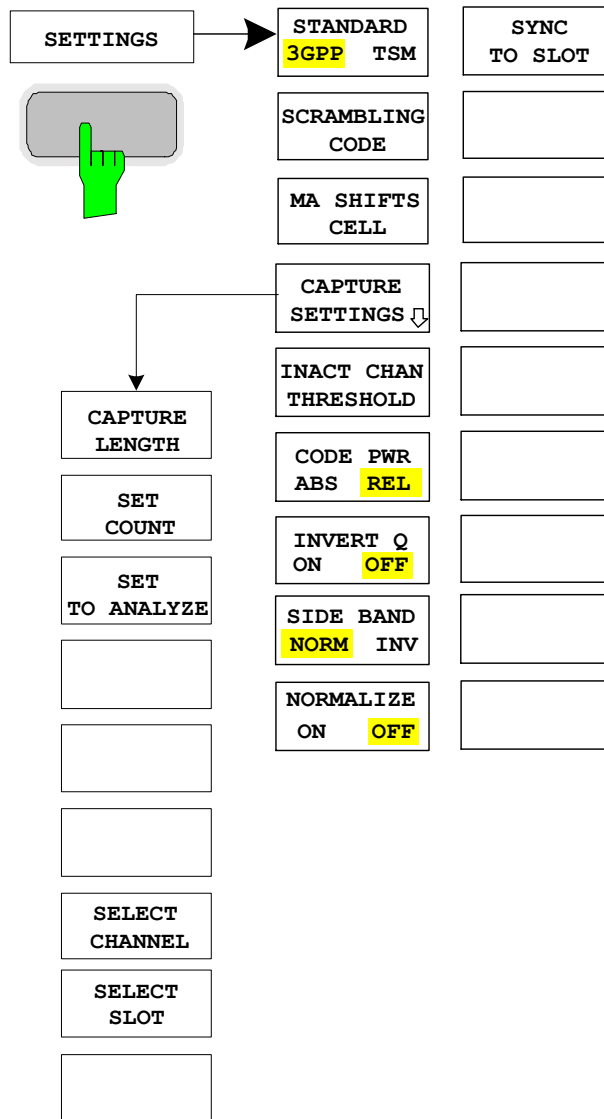 SETTINGS
STANDARD
3GPP TSM
SCRAMBLING
CODE
MA SHIFTS
CELL
CAPTURE
SETTINGS
INACT CHAN
THRESHOLD
CODE PWR
ABS REL
INVERT Q
ON OFF
SIDE BAND
NORM INV
NORMALIZE
ON OFF
SYNC
TO SLOT
CAPTURE
LENGTH
SET
COUNT
SET
TO ANALYZE
SELECT
CHANNEL
SELECT
SLOT